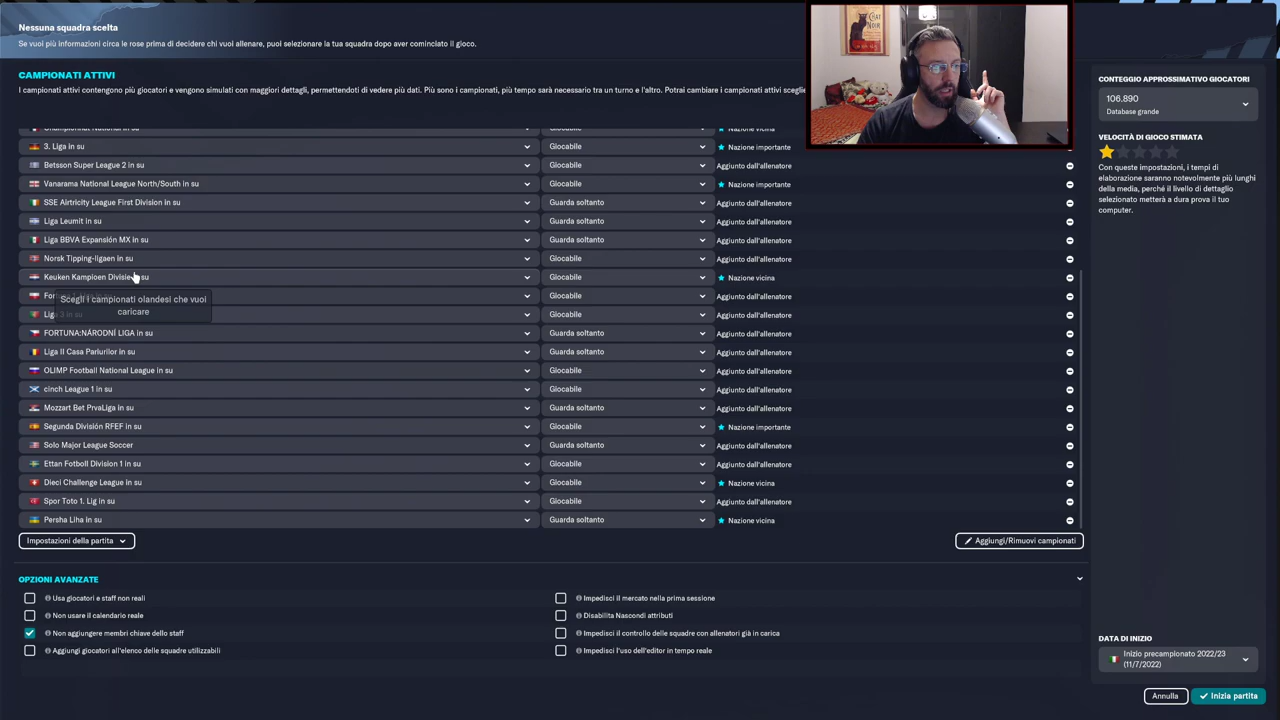 Nessuna squadra scelta
Se vuoi più informazioni circa le rose prima di decidere chi vuoi allenare, puoi selezionare la tua squadra dopo aver cominciato il gioco.
CAMPIONATI ATTIVI
I campionati attivi contengono più giocatori e vengono simulati con maggiori dettagli, permettendoti di vedere più dati. Più sono i campionati, più tempo sarà necessario tra un turno e l'altro. Potrai cambiare i campionati attivi
CHAT NOIR
Championnat National in su Giocabile Nazione vicina
3. Liga in su Giocabile Nazione importante
Betsson Super League 2 in su Giocabile Aggiunto dall'allenatore
Vanarama National League North/South in su Giocabile Nazione importante
SSE Airtricity League First Division in su Guarda soltanto Aggiunto dall'allenatore
Liga Leumit in su Giocabile Aggiunto dall'allenatore
Liga BBVA Expansión MX in su Guarda soltanto Aggiunto dall'allenatore
Norsk Tipping-ligaen in su Giocabile Aggiunto dall'allenatore
Keuken Kampioen Divisie su Giocabile Nazione vicina
Giocabile Aggiunto dall'allenatore
Scegli i campionati olandesi che vuoi
caricare
Liga 3 in su Giocabile Aggiunto dall'allenatore
FORTUNA:NÁRODNÍ LIGA in su Guarda soltanto Aggiunto dall'allenatore
Liga II Casa Pariurilor in su Guarda soltanto Aggiunto dall'allenatore
OLIMP Football National League in su Giocabile Aggiunto dall'allenatore
cinch League 1 in su Giocabile Aggiunto dall'allenatore
Mozzart Bet PrvaLiga in su Guarda soltanto Aggiunto dall'allenatore
Segunda División RFEF in su Giocabile Nazione importante
Solo Major League Soccer Guarda soltanto Aggiunto dall'allenatore
Ettan Fotboll Division 1 in su Giocabile Aggiunto dall'allenatore
Dieci Challenge League in su Giocabile Nazione vicina
Spor Toto 1. Lig in su Giocabile Aggiunto dall'allenatore
Persha Liha in su Guarda soltanto Nazione vicina
Impostazioni della partita
Aggiungi/Rimuovi campionati
OPZIONI AVANZATE
Usa giocatori e staff non reali
Impedisci il mercato nella prima sessione
Non usare il calendario reale
Disabilita Nascondi attributi
Non aggiungere membri chiave dello staff
Impedisci il controllo delle squadre con allenatori già in carica
Aggiungi giocatori all'elenco delle squadre utilizzabili
Impedisci l'uso dell'editor in tempo reale
CONTEGGIO APPROSSIMATIVO GIOCATORI
106,890
Database grande
VELOCITÀ DI GIOCO STIMATA
Con queste impostazioni, i tempi di
elaborazione saranno notevolmente più lunghi
della media, perché il livello di dettaglio
selezionato metterà a dura prova il tuo
computer.
DATA DI INIZIO
Inizio precampionato 2022/23
(11/7/2022)
Annulla
Inizia partita